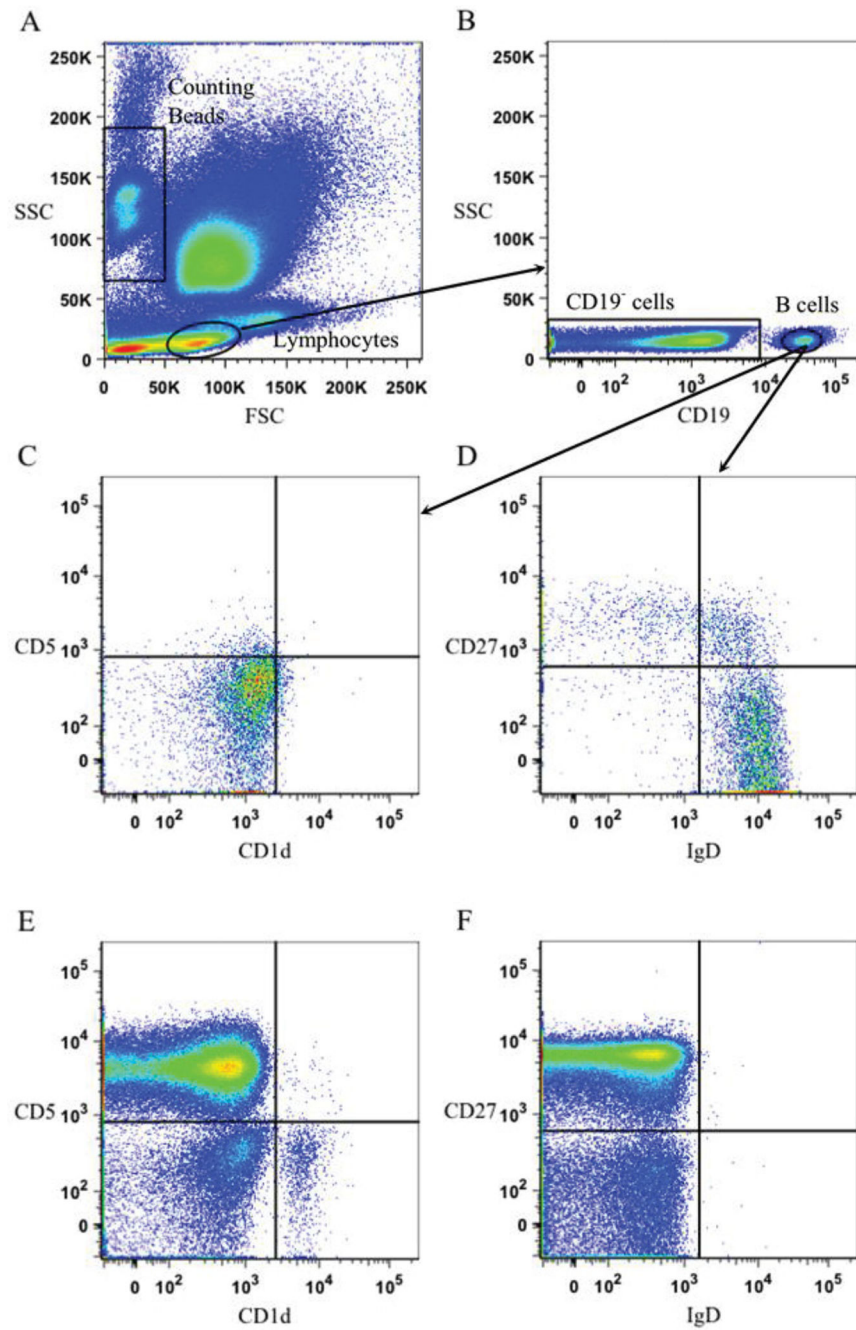 A
250K
200K
150K
SSC
100K
50K
0
Counting
Beads
Lymphocytes
0 50K 100K 150K 200K 250K
FSC
B
250K
200K
SSC
150K
100K
50K
0
CD19⁻ cells
B cells
0 10² 10³ 10⁴ 10⁵
CD19
C
10⁵
10⁴
CD5
10³
10²
0
0 10² 10³ 10⁴ 10⁵
CD1d
D
10⁵
10⁴
CD27
10³
10²
0
0 10² 10³ 10⁴ 10⁵
IgD
E
10⁵
10⁴
CD5
10³
10²
0
0 10² 10³ 10⁴ 10⁵
CD1d
F
10⁵
10⁴
CD27
10³
10²
0
0 10² 10³ 10⁴ 10⁵
IgD